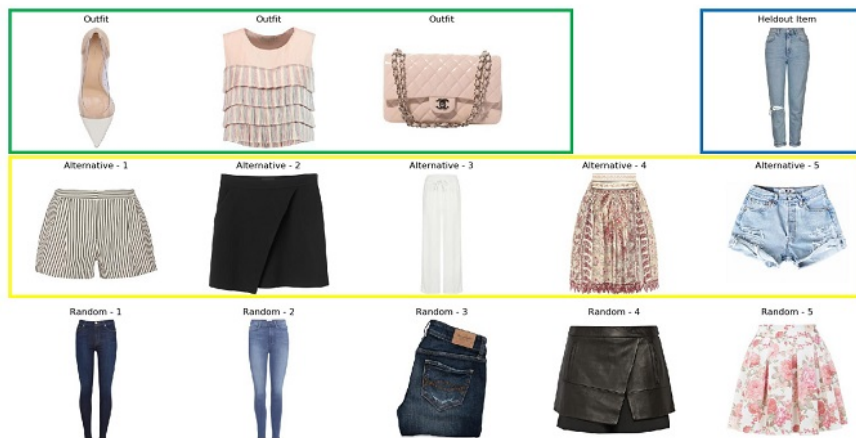 Outfit Outfit Outfit Heldout Item
Alternative - 1 Alternative - 2 Alternative - 3 Alternative - 4 Alternative - 5
Random - 1 Random - 2 Random - 3 Random - 4 Random - 5